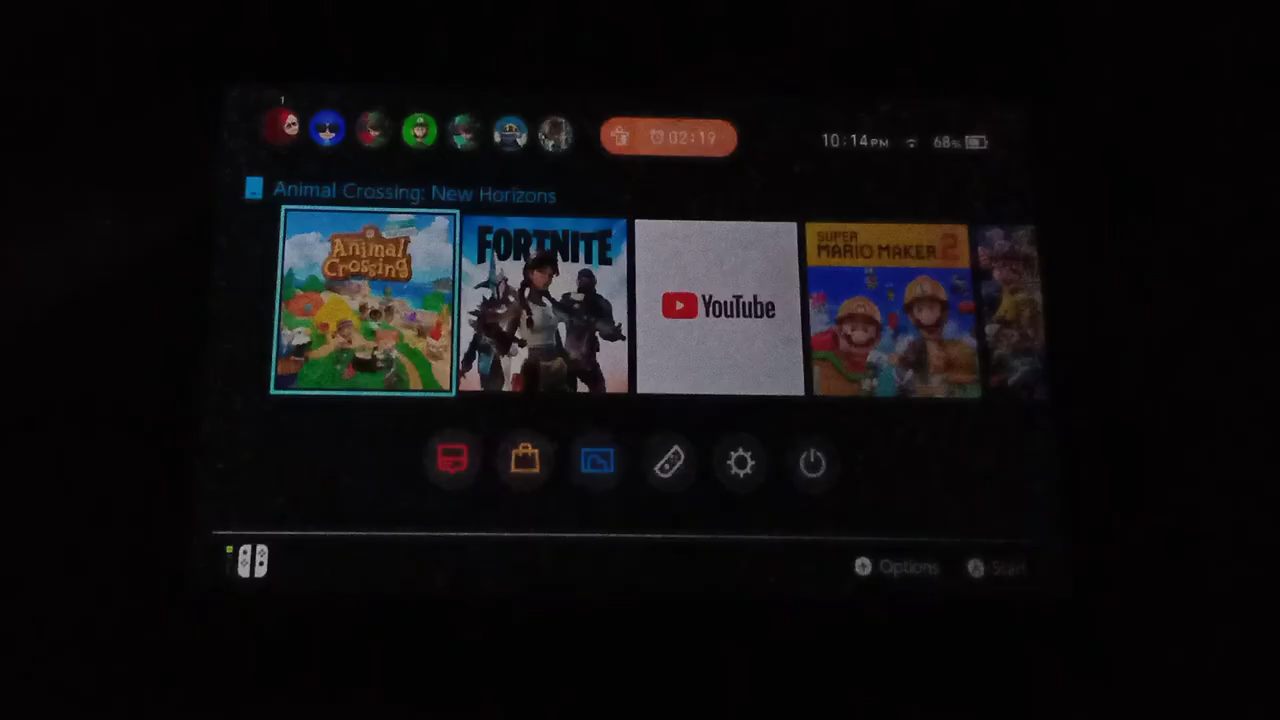 1
02:19
10:14 PM
68%
Animal Crossing: New Horizons
Animal Crossing
FORTNITE
YouTube
SUPER
MARIO MAKER 2
Options
Start